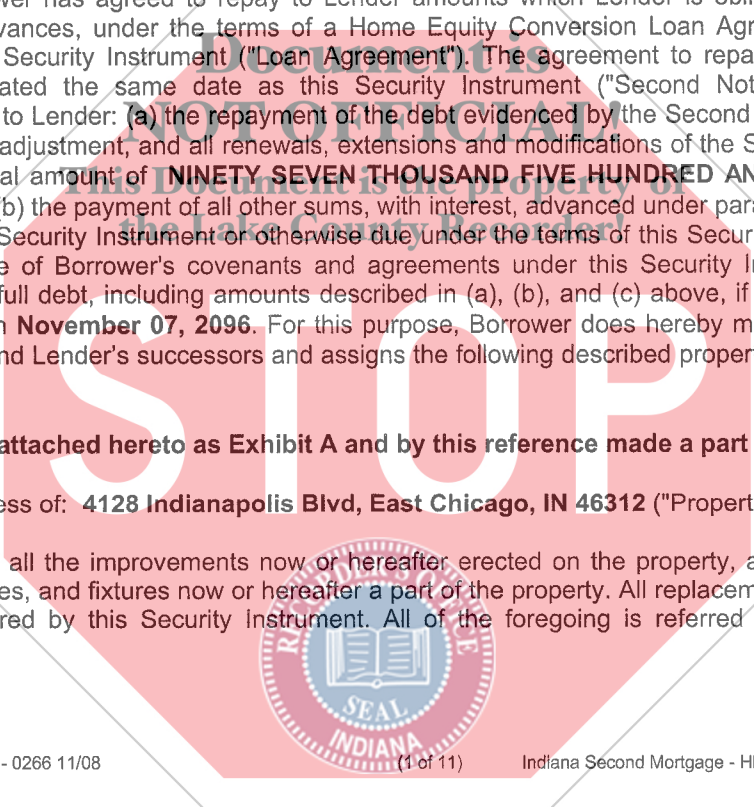 wer has agreed to repay to Lender amounts which Lender is obli
vances, under the terms of a Home Equity Conversion Loan Agr
Security Instrument ("Loan Agreement"). The agreement to repa
ated the same date as this Security Instrument ("Second Not
to Lender: (a) the repayment of the debt evidenced by the Second
adjustment, and all renewals, extensions and modifications of the S
al amount of NINETY SEVEN THOUSAND FIVE HUNDRED AN
(b) the payment of all other sums, with interest, advanced under para
Security Instrument or otherwise due under the terms of this Securi
e of Borrower's covenants and agreements under this Security In
full debt, including amounts described in (a), (b), and (c) above, if
n November 07, 2096. For this purpose, Borrower does hereby m
nd Lender's successors and assigns the following described propert
attached hereto as Exhibit A and by this reference made a part
ess of: 4128 Indianapolis Blvd, East Chicago, IN 46312 ("Propert
all the improvements now or hereafter erected on the property, a
es, and fixtures now or hereafter a part of the property. All replacem
red by this Security Instrument. All of the foregoing is referred
- 0266 11/08 (1 of 11) Indiana Second Mortgage - H
Document is
NOT OFFICIAL!
This Document is the property of
the Lake County Recorder!
STOP
RECORDER'S OFFICE
SEAL
INDIANA